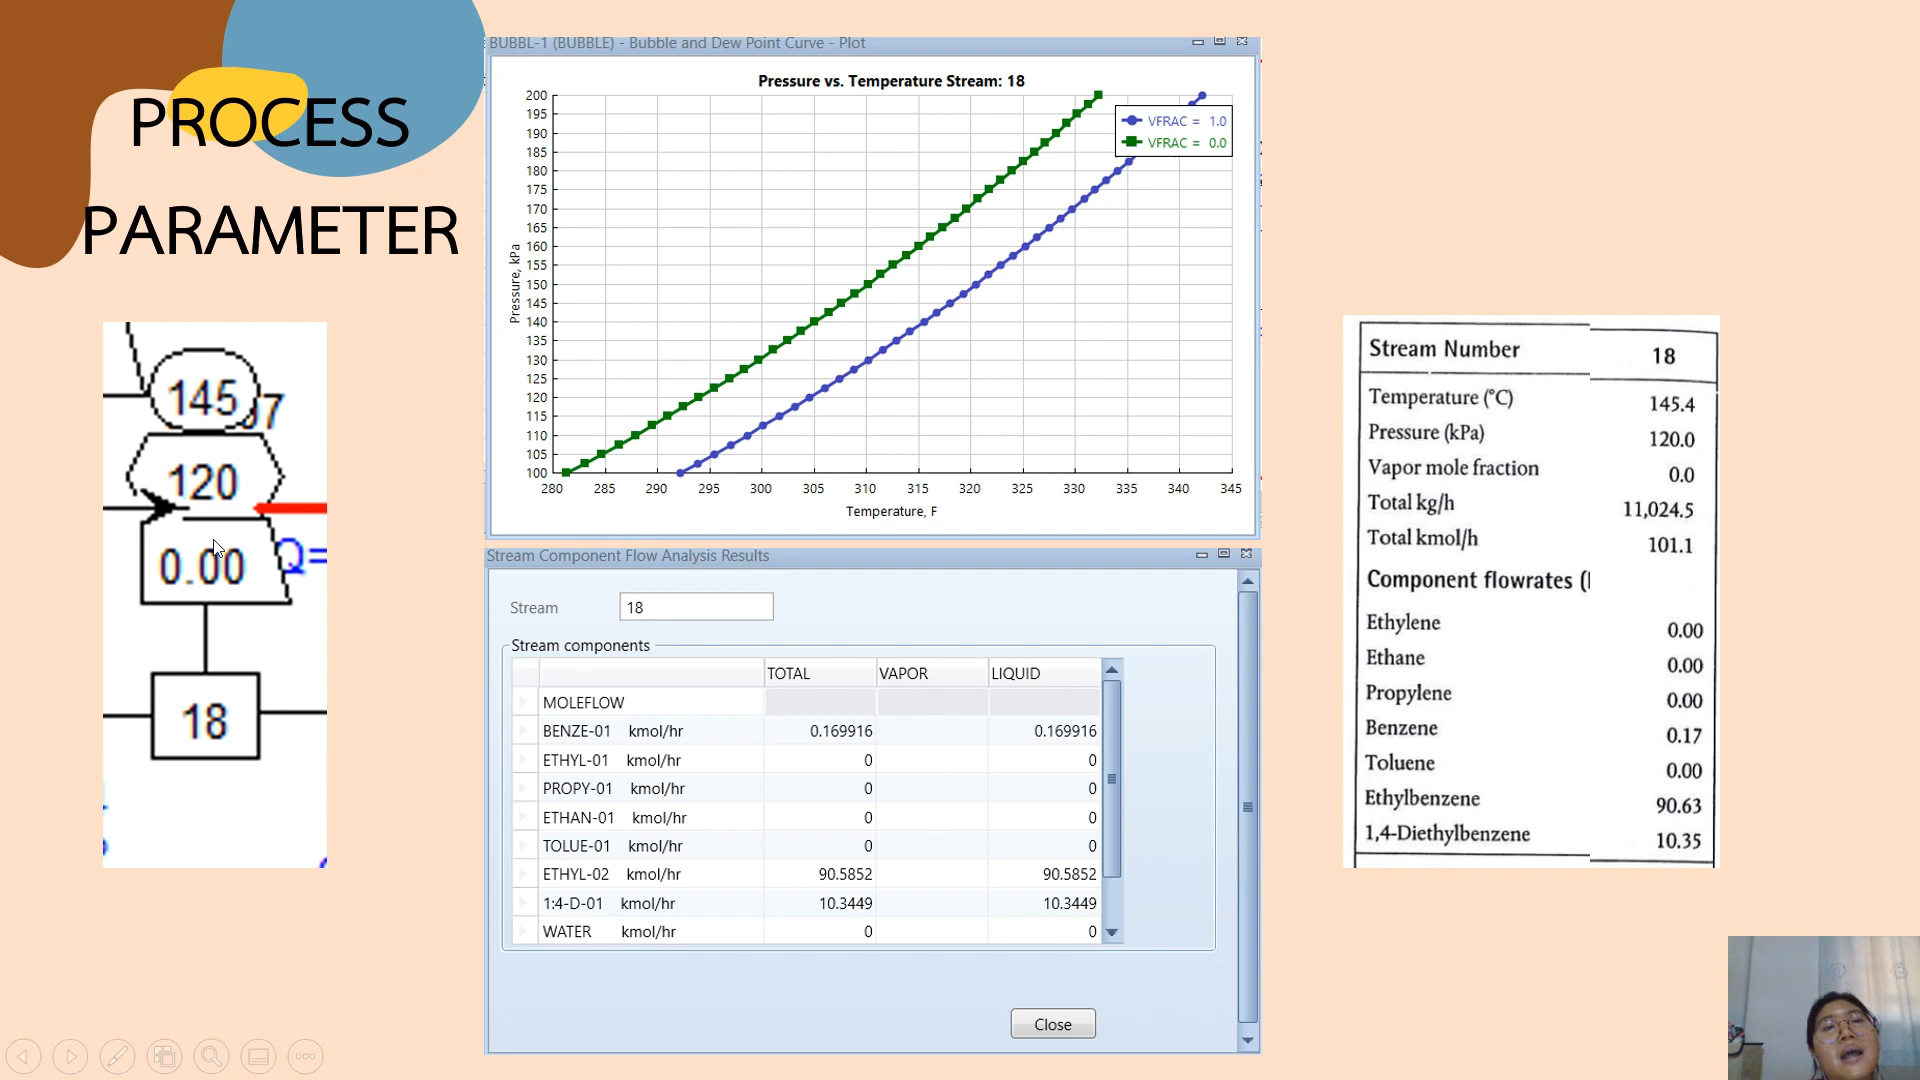 PROCESS
PARAMETER
145
120
0.00
Q=
18
BUBBL-1 (BUBBLE) - Bubble and Dew Point Curve - Plot
Pressure vs. Temperature Stream: 18
VFRAC = 1.0
VFRAC = 0.0
Pressure, kPa
200
195
190
185
180
175
170
165
160
155
150
145
140
135
130
125
120
115
110
105
100
280 285 290 295 300 305 310 315 320 325 330 335 340 345
Temperature, F
Stream Component Flow Analysis Results
Stream 18
Stream components
TOTAL VAPOR LIQUID
MOLEFLOW
BENZE-01 kmol/hr 0.169916 0.169916
ETHYL-01 kmol/hr 0 0
PROPY-01 kmol/hr 0 0
ETHAN-01 kmol/hr 0 0
TOLUE-01 kmol/hr 0 0
ETHYL-02 kmol/hr 90.5852 90.5852
1:4-D-01 kmol/hr 10.3449 10.3449
WATER kmol/hr 0 0
Close
Stream Number 18
Temperature (°C) 145.4
Pressure (kPa) 120.0
Vapor mole fraction 0.0
Total kg/h 11,024.5
Total kmol/h 101.1
Component flowrates (
Ethylene 0.00
Ethane 0.00
Propylene 0.00
Benzene 0.17
Toluene 0.00
Ethylbenzene 90.63
1,4-Diethylbenzene 10.35